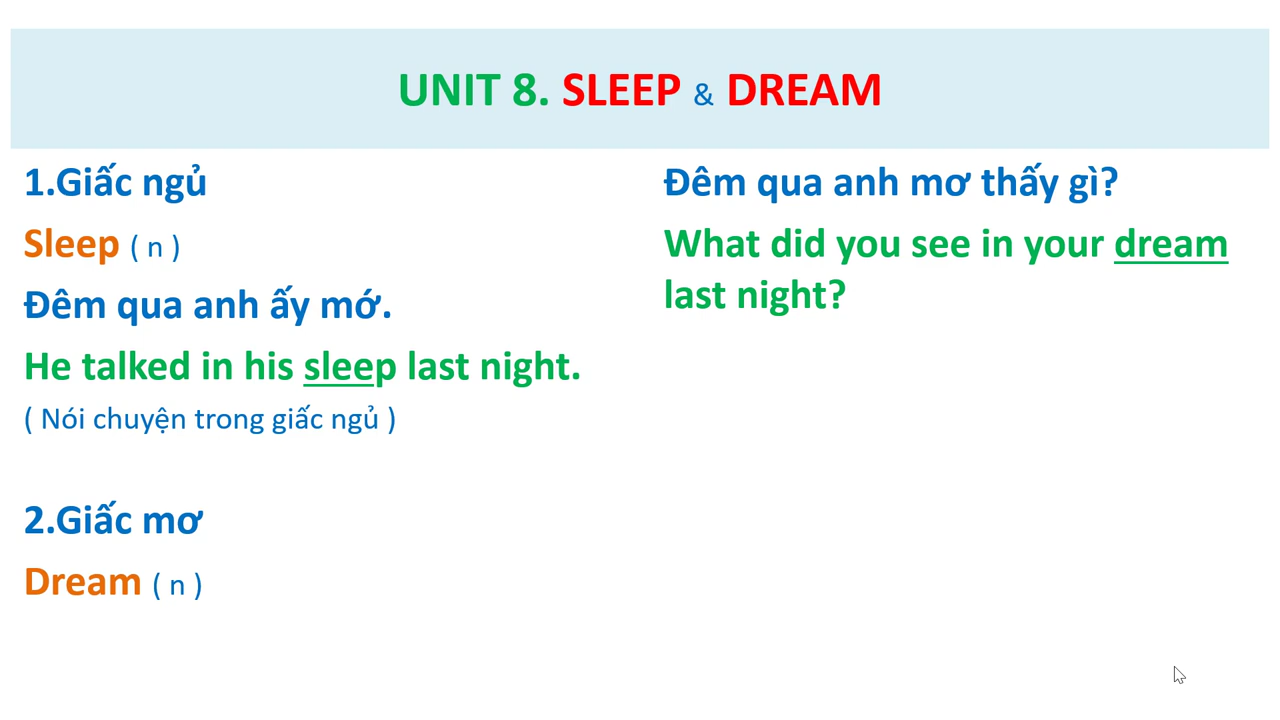 UNIT 8. SLEEP & DREAM
1.Giấc ngủ
Sleep ( n )
Đêm qua anh ấy mớ.
He talked in his sleep last night.
( Nói chuyện trong giấc ngủ )
2.Giấc mơ
Dream ( n )
Đêm qua anh mơ thấy gì?
What did you see in your dream
last night?